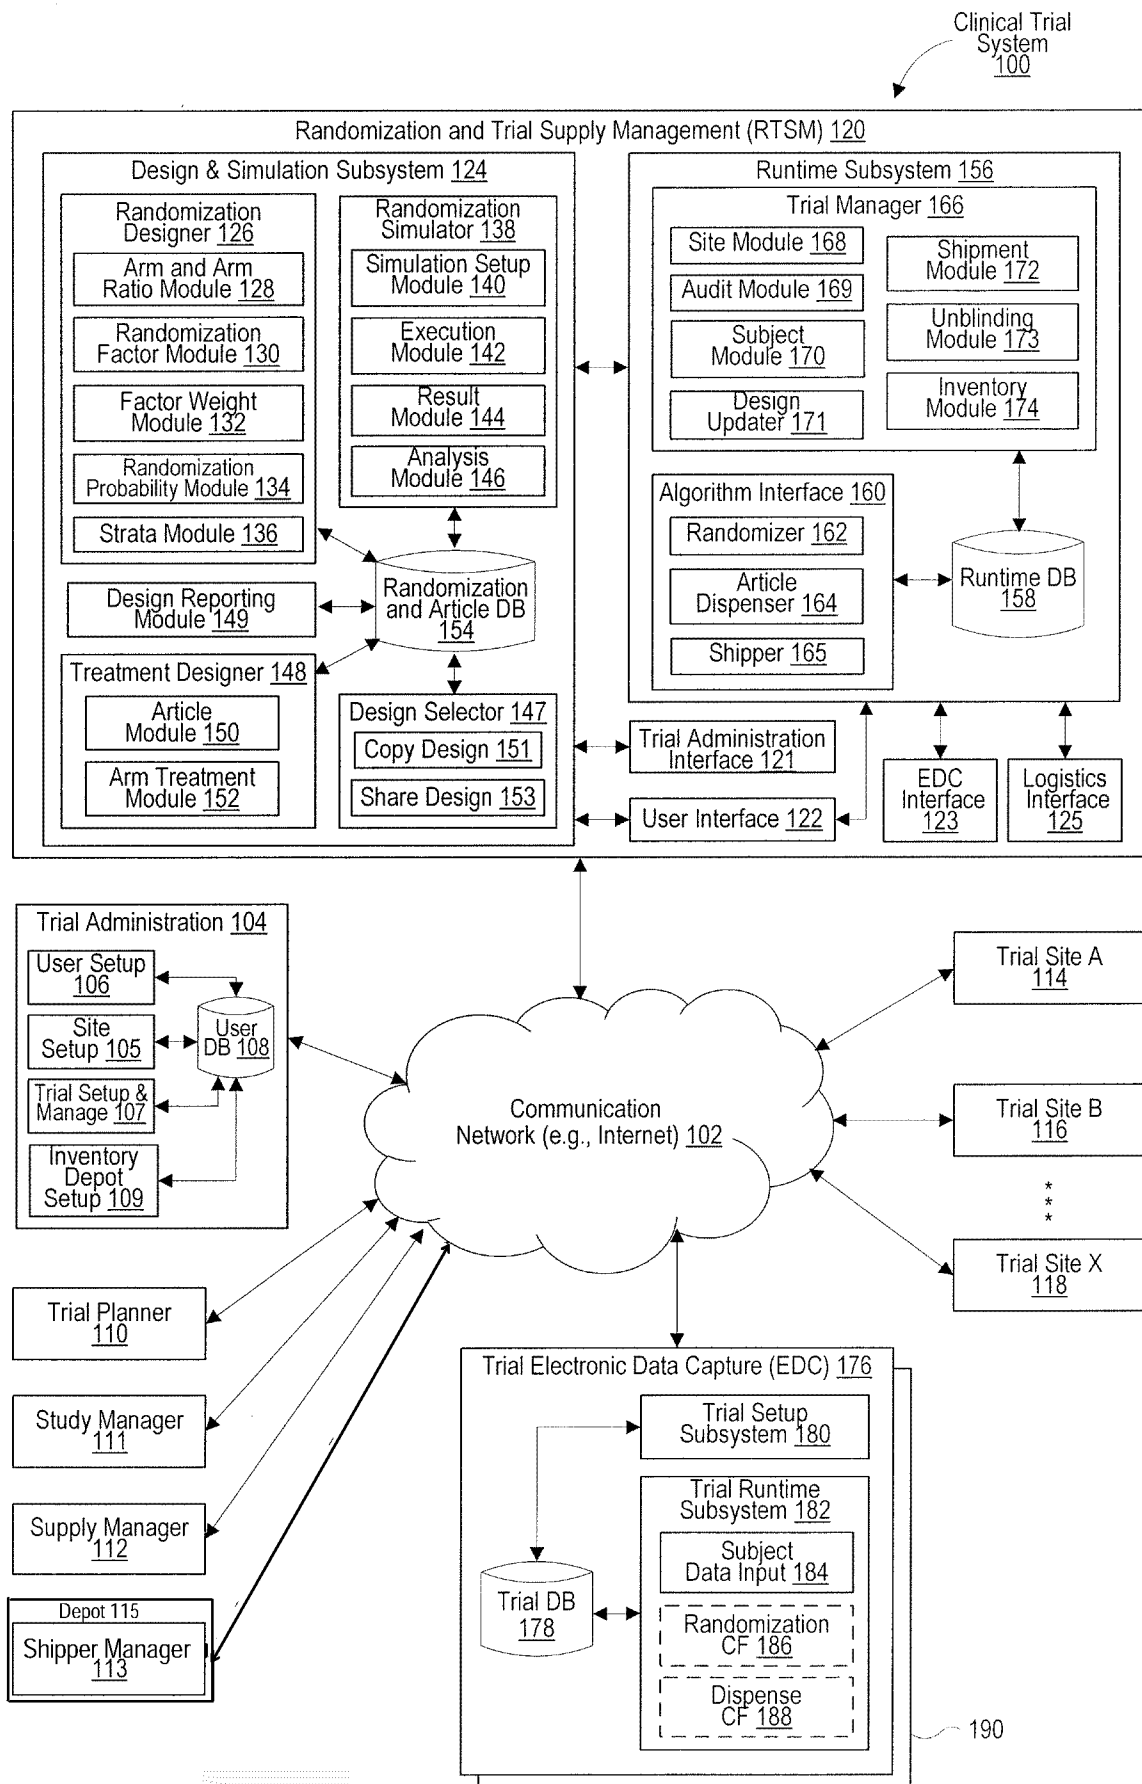 Clinical Trial
System
100
Randomization and Trial Supply Management (RTSM) 120
Design & Simulation Subsystem 124
Randomization
Designer 126
Arm and Arm
Ratio Module 128
Randomization
Factor Module 130
Factor Weight
Module 132
Randomization
Probability Module 134
Strata Module 136
Randomization
Simulator 138
Simulation Setup
Module 140
Execution
Module 142
Result
Module 144
Analysis
Module 146
Design Reporting
Module 149
Randomization
and Article DB
154
Treatment Designer 148
Article
Module 150
Arm Treatment
Module 152
Design Selector 147
Copy Design 151
Share Design 153
Runtime Subsystem 156
Trial Manager 166
Site Module 168
Audit Module 169
Subject
Module 170
Design
Updater 171
Shipment
Module 172
Unblinding
Module 173
Inventory
Module 174
Algorithm Interface 160
Randomizer 162
Article
Dispenser 164
Shipper 165
Runtime DB
158
Trial Administration
Interface 121
User Interface 122
EDC
Interface
123
Logistics
Interface
125
Trial Administration 104
User Setup
106
Site
Setup 105
Trial Setup &
Manage 107
Inventory
Depot
Setup 109
User
DB 108
Communication
Network (e.g., Internet) 102
Trial Site A
114
Trial Site B
116
* * *
Trial Site X
118
Trial Planner
110
Study Manager
111
Supply Manager
112
Depot 115
Shipper Manager
113
Trial Electronic Data Capture (EDC) 176
Trial Setup
Subsystem 180
Trial Runtime
Subsystem 182
Subject
Data Input 184
Randomization
CF 186
Dispense
CF 188
Trial DB
178
190